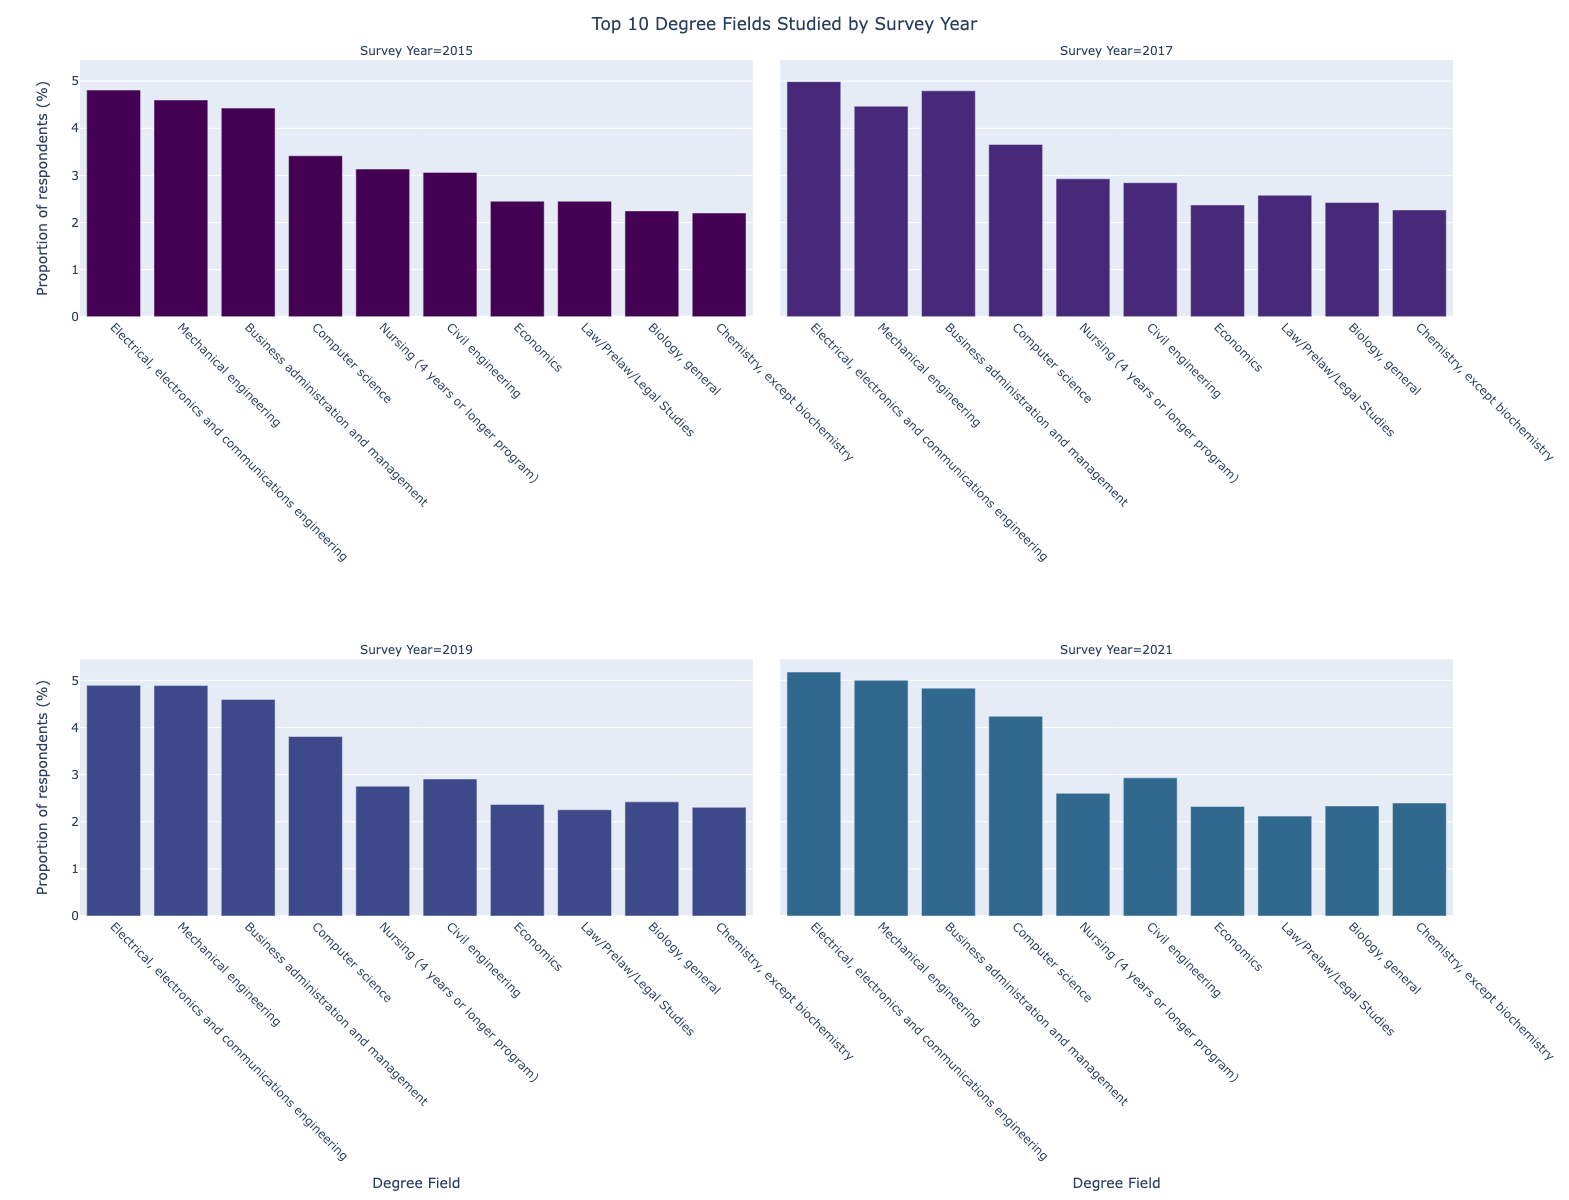 Top 10 Degree Fields Studied by Survey Year
Survey Year=2015
Survey Year=2017
Proportion of respondents (%)
5
4
3
2
1
0
Electrical, electronics and communications engineering
Mechanical engineering
Business administration and management
Computer science
Nursing (4 years or longer program)
Civil engineering
Economics
Law/Prelaw/Legal Studies
Biology, general
Chemistry, except biochemistry
Electrical, electronics and communications engineering
Mechanical engineering
Business administration and management
Computer science
Nursing (4 years or longer program)
Civil engineering
Economics
Law/Prelaw/Legal Studies
Biology, general
Chemistry, except biochemistry
Survey Year=2019
Survey Year=2021
Proportion of respondents (%)
5
4
3
2
1
0
Electrical, electronics and communications engineering
Mechanical engineering
Business administration and management
Computer science
Nursing (4 years or longer program)
Civil engineering
Economics
Law/Prelaw/Legal Studies
Biology, general
Chemistry, except biochemistry
Electrical, electronics and communications engineering
Mechanical engineering
Business administration and management
Computer science
Nursing (4 years or longer program)
Civil engineering
Economics
Law/Prelaw/Legal Studies
Biology, general
Chemistry, except biochemistry
Degree Field
Degree Field